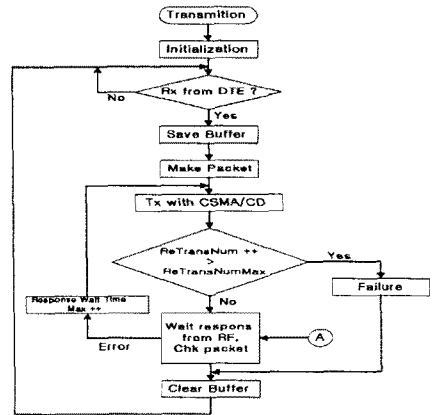 Transmition
Initialization
Rx from DTE ?
No
Yes
Save Buffer
Make Packet
Tx with CSMA/CD
ReTransNum ++
>
ReTransNumMax
Yes
Failure
No
Response Wait Time
Max ++
Wait respons
from RF,
Chk packet
A
Error
Clear Buffer